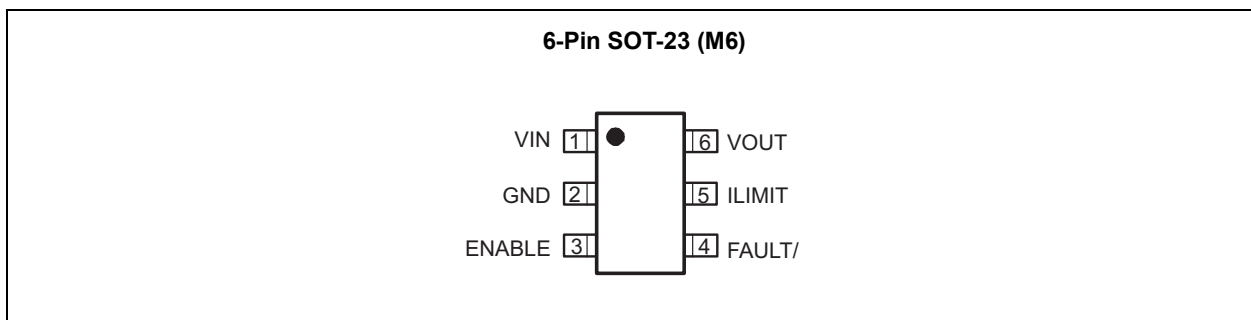 6-Pin SOT-23 (M6)
VIN 1 6 VOUT
GND 2 5 ILIMIT
ENABLE 3 4 FAULT/